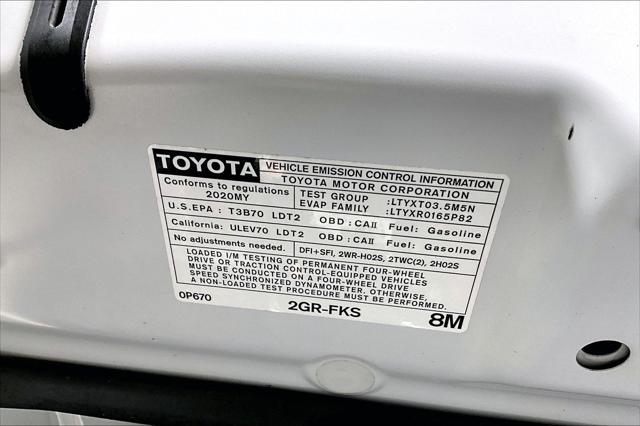 TOYOTA VEHICLE EMISSION CONTROL INFORMATION
TOYOTA MOTOR CORPORATION
Conforms to regulations
2020MY
TEST GROUP :LTYXT03.5M5N
EVAP FAMILY :LTYXR0165P82
U.S.EPA : T3B70 LDT2 OBD : CAII Fuel: Gasoline
California: ULEV70 LDT2 OBD : CAII Fuel: Gasoline
No adjustments needed. DFI+SFI, 2WR-HO2S, 2TWC(2), 2HO2S
LOADED I/M TESTING OF PERMANENT FOUR-WHEEL
DRIVE OR TRACTION CONTROL-EQUIPPED VEHICLES
MUST BE CONDUCTED ON A FOUR-WHEEL DRIVE
SPEED SYNCHRONIZED DYNAMOMETER. OTHERWISE,
A NON-LOADED TEST PROCEDURE MUST BE PERFORMED.
0P670 2GR-FKS 8M